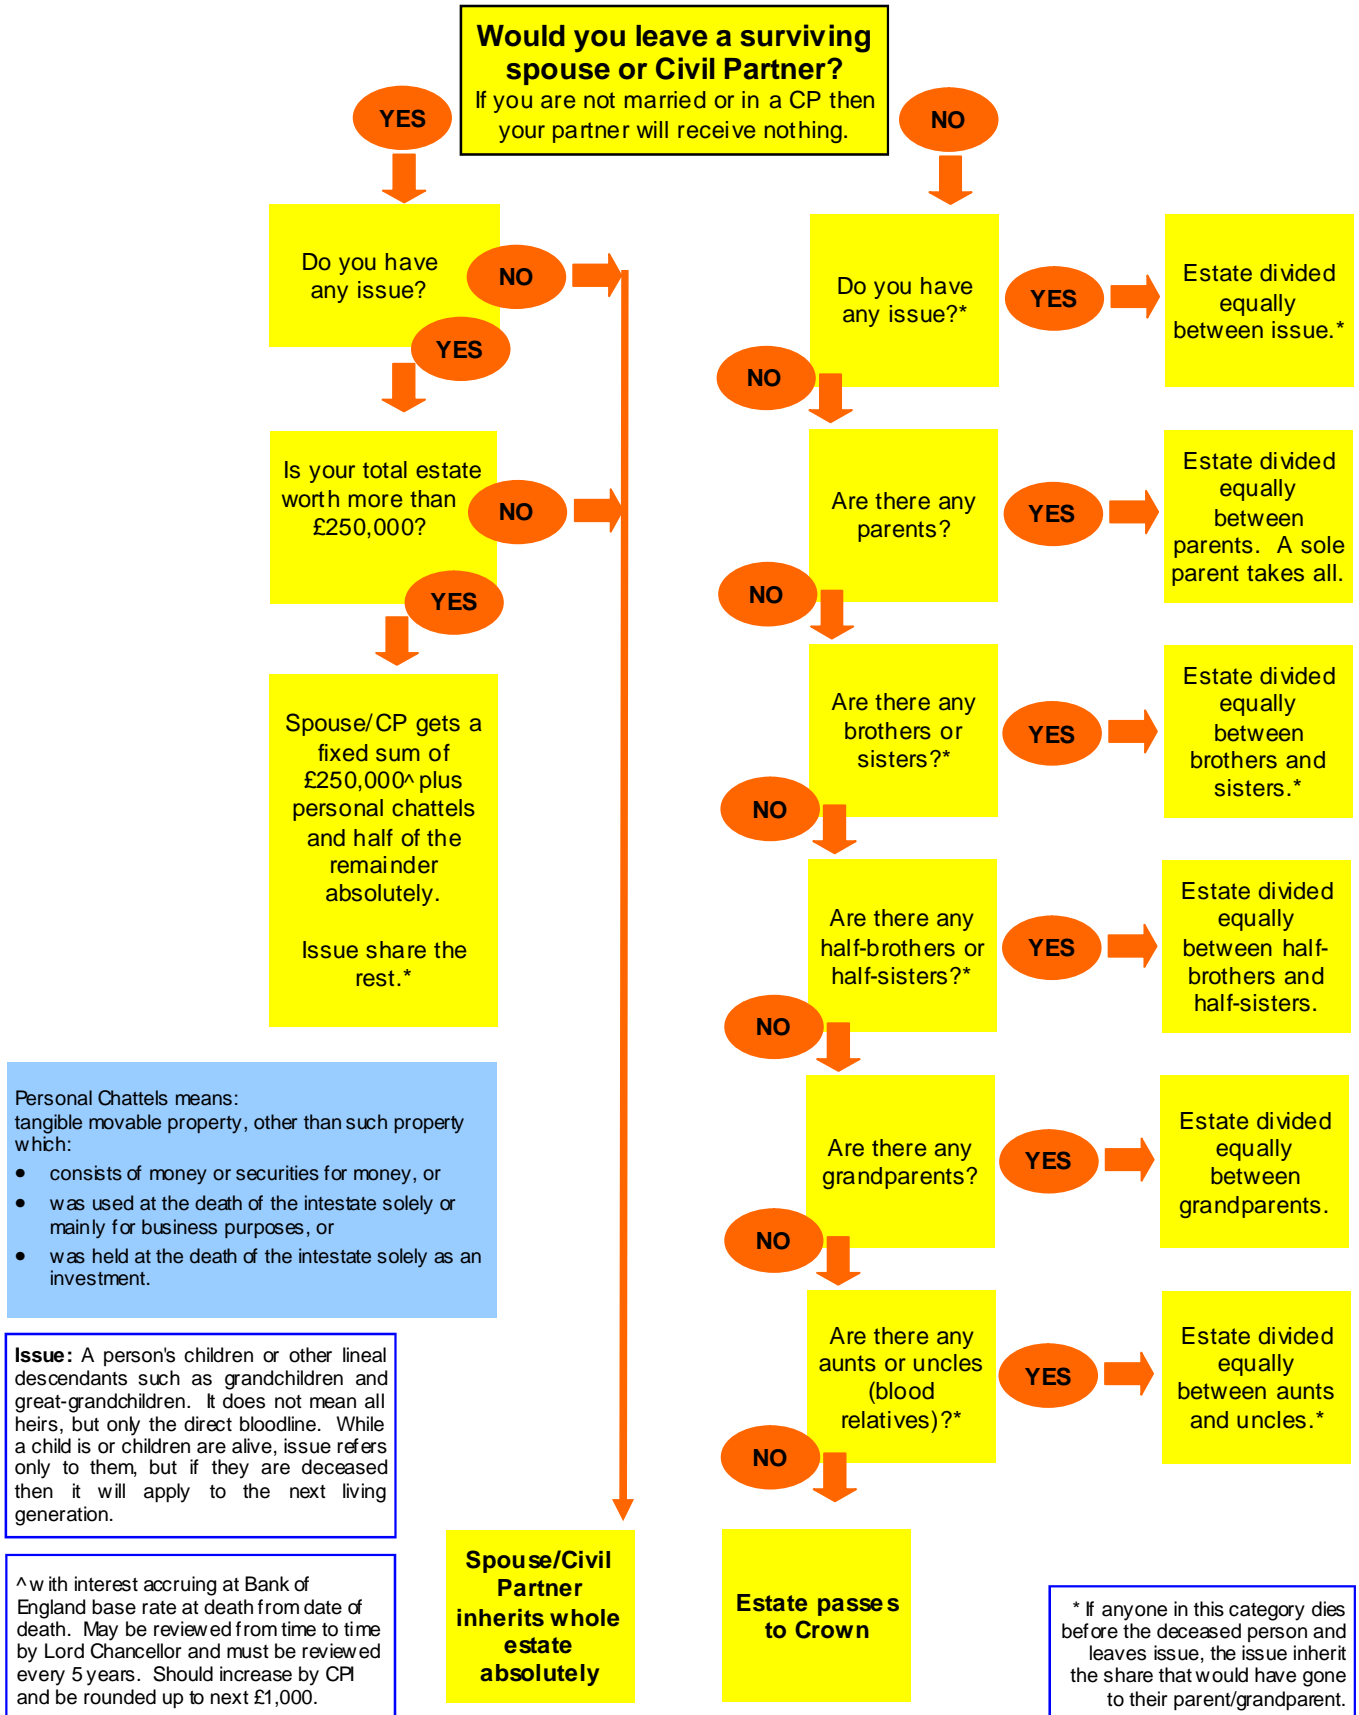 Would you leave a surviving
spouse or Civil Partner?
If you are not married or in a CP then
your partner will receive nothing.
YES
NO
Do you have
any issue?
NO
YES
Is your total estate
worth more than
£250,000?
NO
YES
Spouse/CP gets a
fixed sum of
£250,000^ plus
personal chattels
and half of the
remainder
absolutely.
Issue share the
rest.*
Do you have
any issue?*
YES
Estate divided
equally
between issue.*
NO
Are there any
parents?
YES
Estate divided
equally
between
parents. A sole
parent takes all.
NO
Are there any
brothers or
sisters?*
YES
Estate divided
equally
between
brothers and
sisters.*
NO
Are there any
half-brothers or
half-sisters?*
YES
Estate divided
equally
between half-
brothers and
half-sisters.
NO
Are there any
grandparents?
YES
Estate divided
equally
between
grandparents.
NO
Are there any
aunts or uncles
(blood
relatives)?*
YES
Estate divided
equally
between aunts
and uncles.*
NO
Personal Chattels means:
tangible movable property, other than such property
which:
• consists of money or securities for money, or
• was used at the death of the intestate solely or
mainly for business purposes, or
• was held at the death of the intestate solely as an
investment.
Issue: A person's children or other lineal
descendants such as grandchildren and
great-grandchildren. It does not mean all
heirs, but only the direct bloodline. While
a child is or children are alive, issue refers
only to them, but if they are deceased
then it will apply to the next living
generation.
^with interest accruing at Bank of
England base rate at death from date of
death. May be reviewed from time to time
by Lord Chancellor and must be reviewed
every 5 years. Should increase by CPI
and be rounded up to next £1,000.
Spouse/Civil
Partner
inherits whole
estate
absolutely
Estate passes
to Crown
* If anyone in this category dies
before the deceased person and
leaves issue, the issue inherit
the share that would have gone
to their parent/grandparent.